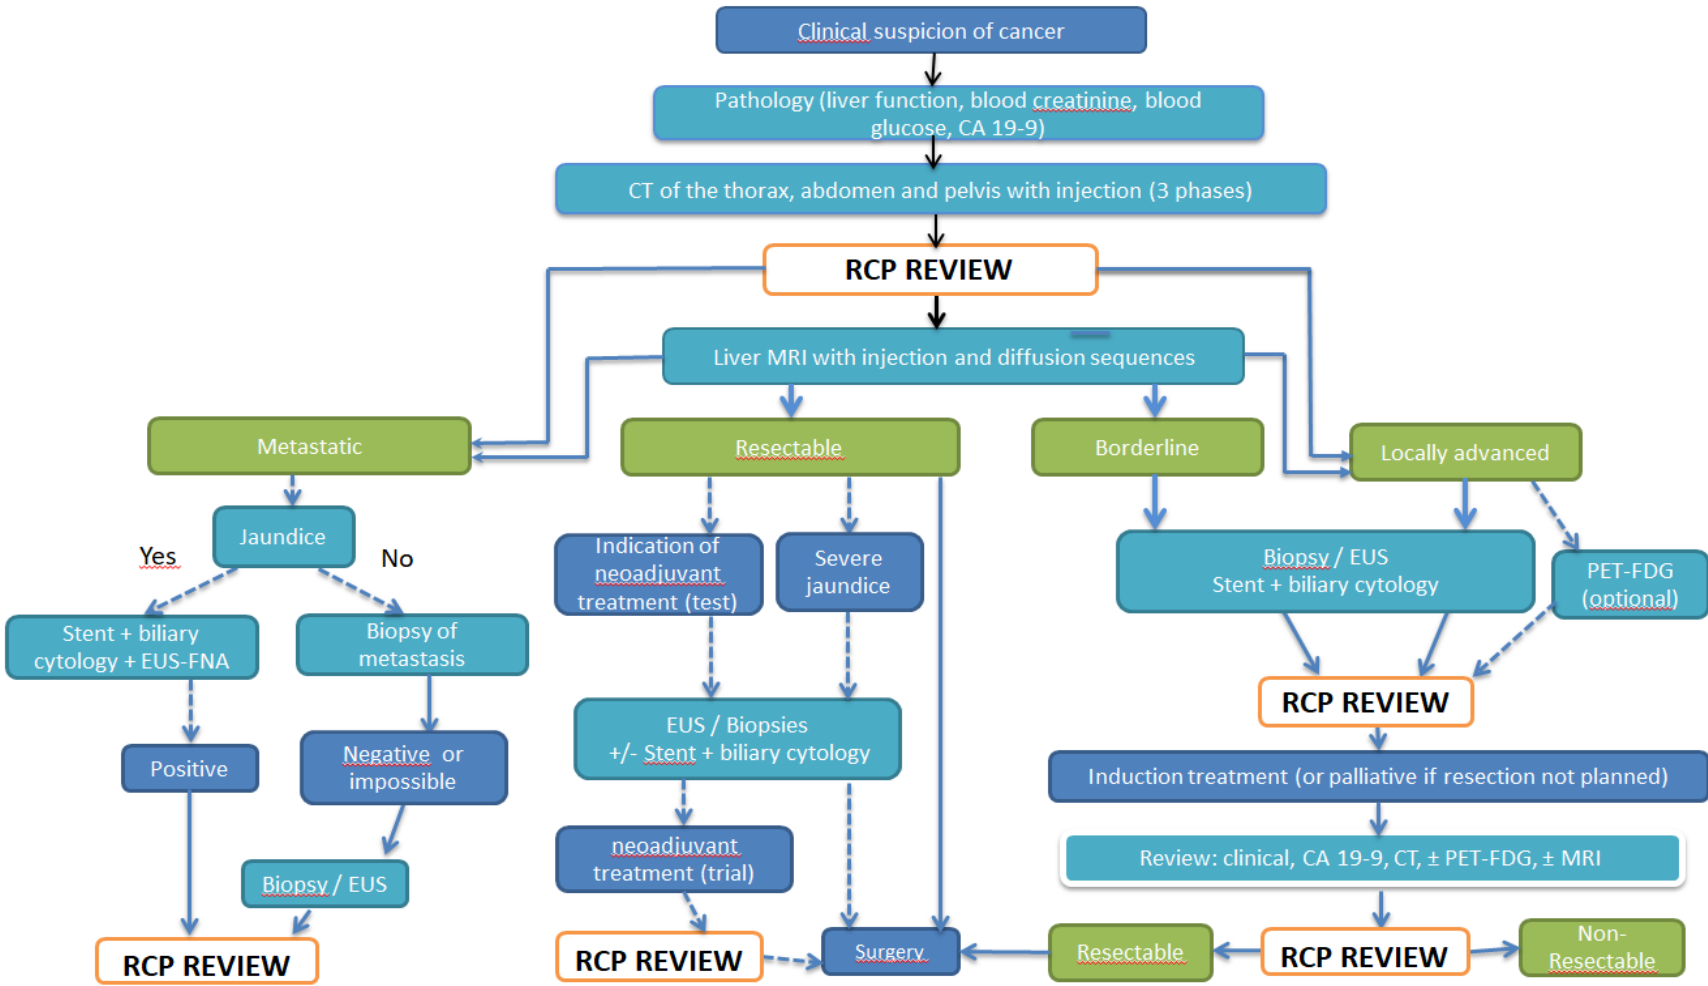 Clinical suspicion of cancer
Pathology (liver function, blood creatinine, blood
glucose, CA 19-9)
CT of the thorax, abdomen and pelvis with injection (3 phases)
RCP REVIEW
Liver MRI with injection and diffusion sequences
Metastatic
Resectable
Borderline
Locally advanced
Jaundice
Yes
No
Stent + biliary
cytology + EUS-FNA
Biopsy of
metastasis
Positive
Negative or
impossible
Biopsy / EUS
RCP REVIEW
Indication of
neoadjuvant
treatment (test)
Severe
jaundice
EUS / Biopsies
+/- Stent + biliary cytology
neoadjuvant
treatment (trial)
RCP REVIEW
Surgery
Biopsy / EUS
Stent + biliary cytology
PET-FDG
(optional)
RCP REVIEW
Induction treatment (or palliative if resection not planned)
Review: clinical, CA 19-9, CT, ± PET-FDG, ± MRI
Resectable
RCP REVIEW
Non-
Resectable